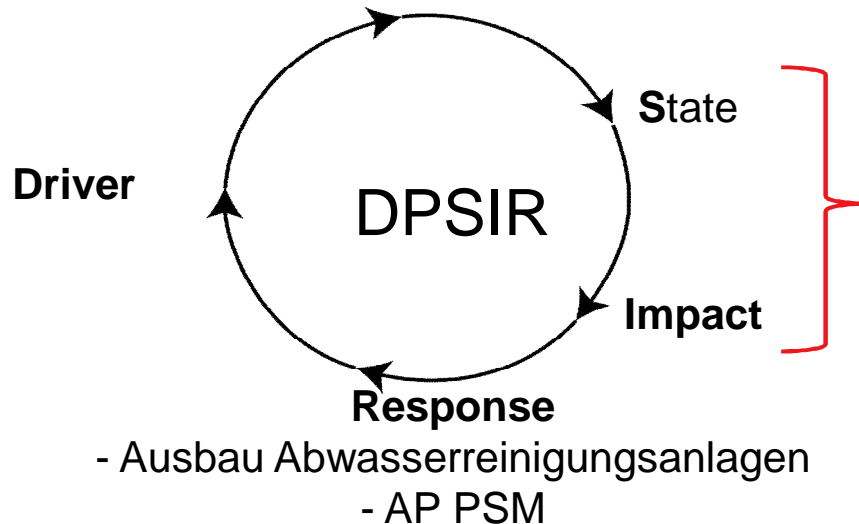 State
Driver
DPSIR
Impact
Response
- Ausbau Abwasserreinigungsanlagen
- AP PSM